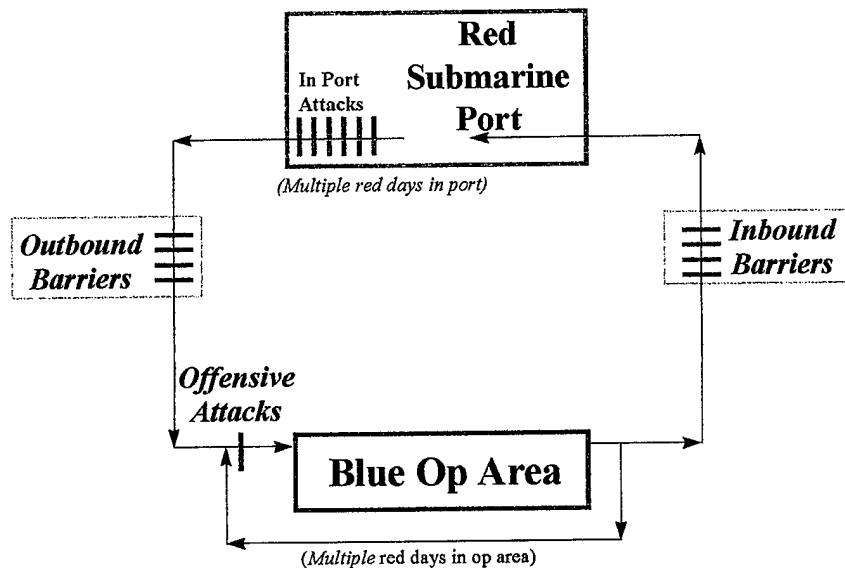 Red
Submarine
Port
In Port
Attacks
(Multiple red days in port)
Outbound
Barriers
Inbound
Barriers
Offensive
Attacks
Blue Op Area
(Multiple red days in op area)